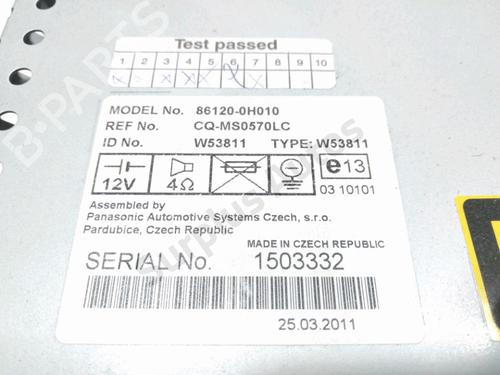 Test passed
1 2 3 4 5 6 7 8 9 10
MODEL No. 86120-0H010
REF No. CQ-MS0570LC
ID No. W53811 TYPE: W53811
12V 4Ω e13
03 10101
Assembled by
Panasonic Automotive Systems Czech, s.r.o.
Pardubice, Czech Republic
MADE IN CZECH REPUBLIC
SERIAL No. 1503332
25.03.2011
Surplus Autos